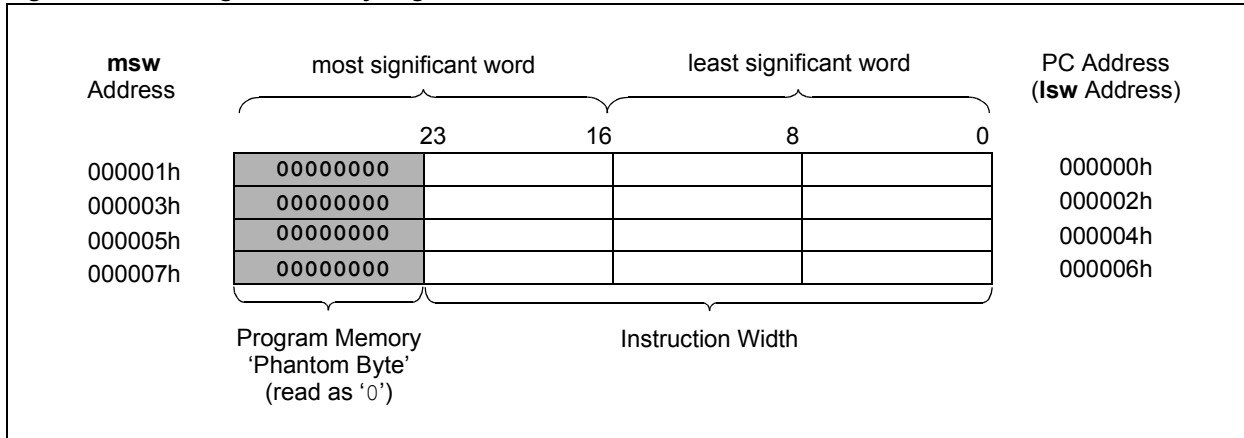 msw
Address
most significant word
least significant word
PC Address
(lsw Address)
23 16 8 0
000001h 00000000 000000h
000003h 00000000 000002h
000005h 00000000 000004h
000007h 00000000 000006h
Program Memory
‘Phantom Byte’
(read as ‘0’)
Instruction Width